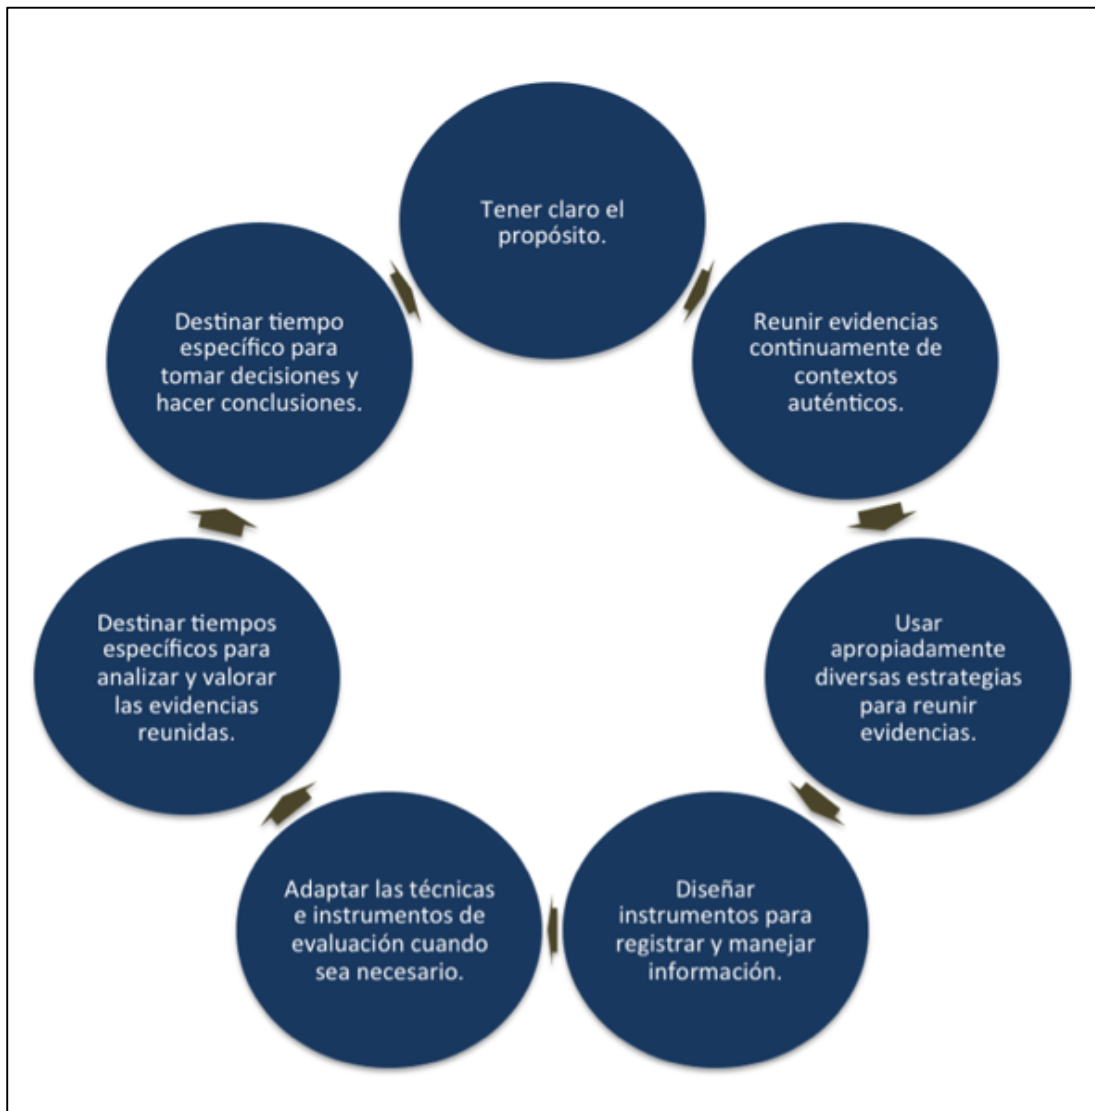 Tener claro el
propósito.
Reunir evidencias
continuamente de
contextos
auténticos.
Usar
apropiadamente
diversas estrategias
para reunir
evidencias.
Diseñar
instrumentos para
registrar y manejar
información.
Adaptar las técnicas
e instrumentos de
evaluación cuando
sea necesario.
Destinar tiempos
específicos para
analizar y valorar
las evidencias
reunidas.
Destinar tiempo
específico para
tomar decisiones y
hacer conclusiones.